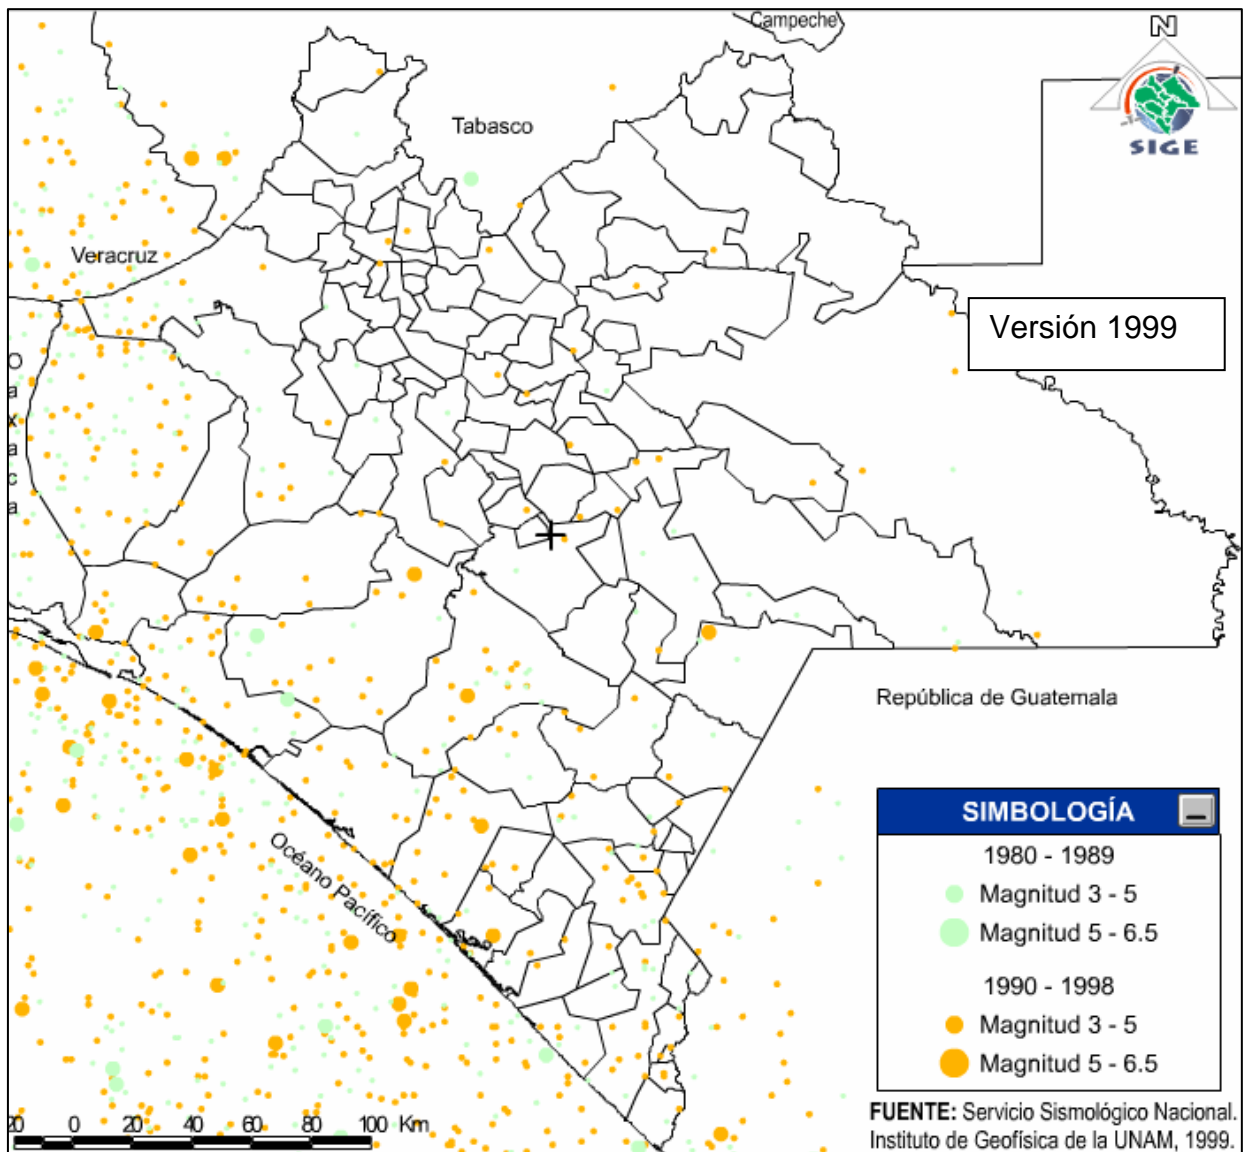 Campeche
N
Tabasco
SIGE
Veracruz
Versión 1999
Oaxaca
República de Guatemala
Océano Pacífico
SIMBOLOGÍA
1980 - 1989
Magnitud 3 - 5
Magnitud 5 - 6.5
1990 - 1998
Magnitud 3 - 5
Magnitud 5 - 6.5
20 0 20 40 60 80 100 Km
FUENTE: Servicio Sismológico Nacional.
Instituto de Geofísica de la UNAM, 1999.